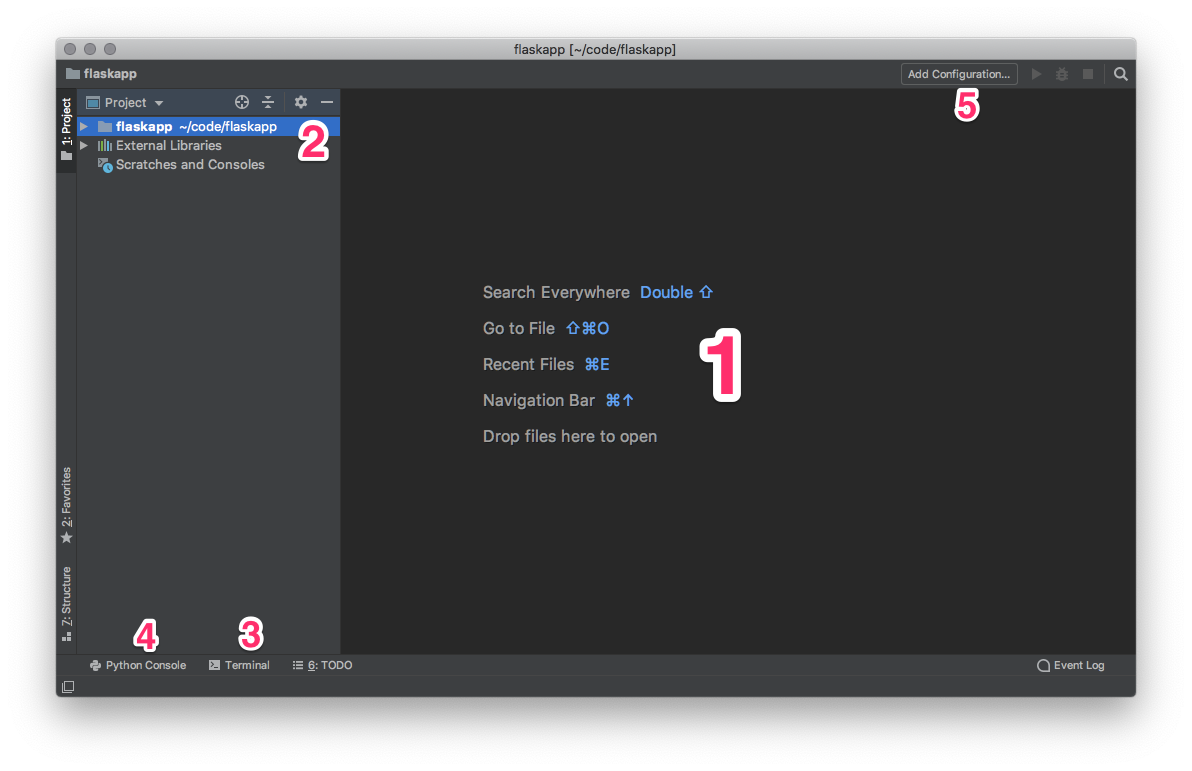 flaskapp [~/code/flaskapp]
flaskapp
Add Configuration...
5
1: Project
Project
flaskapp ~/code/flaskapp
2
External Libraries
Scratches and Consoles
Search Everywhere Double ⇧
Go to File ⇧⌘O
1
Recent Files ⌘E
Navigation Bar ⌘↑
Drop files here to open
2: Favorites
Z: Structure
4
3
Python Console
Terminal
6: TODO
Event Log